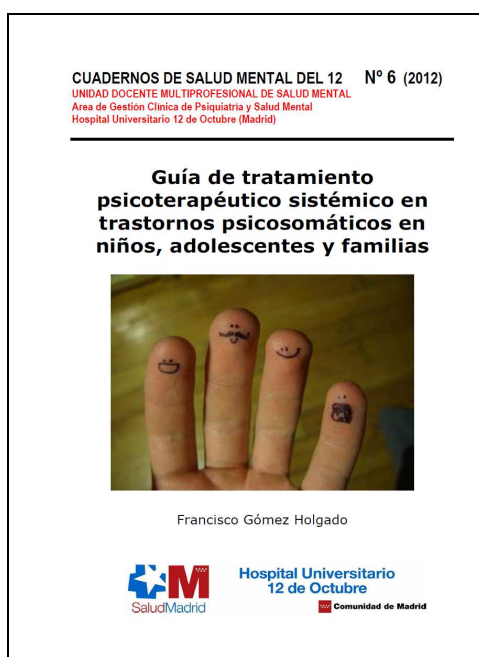 CUADERNOS DE SALUD MENTAL DEL 12 Nº 6 (2012)
UNIDAD DOCENTE MULTIPROFESIONAL DE SALUD MENTAL
Area de Gestión Clínica de Psiquiatría y Salud Mental
Hospital Universitario 12 de Octubre (Madrid)
Guía de tratamiento
psicoterapéutico sistémico en
trastornos psicosomáticos en
niños, adolescentes y familias
Francisco Gómez Holgado
M
SaludMadrid
Hospital Universitario
12 de Octubre
Comunidad de Madrid